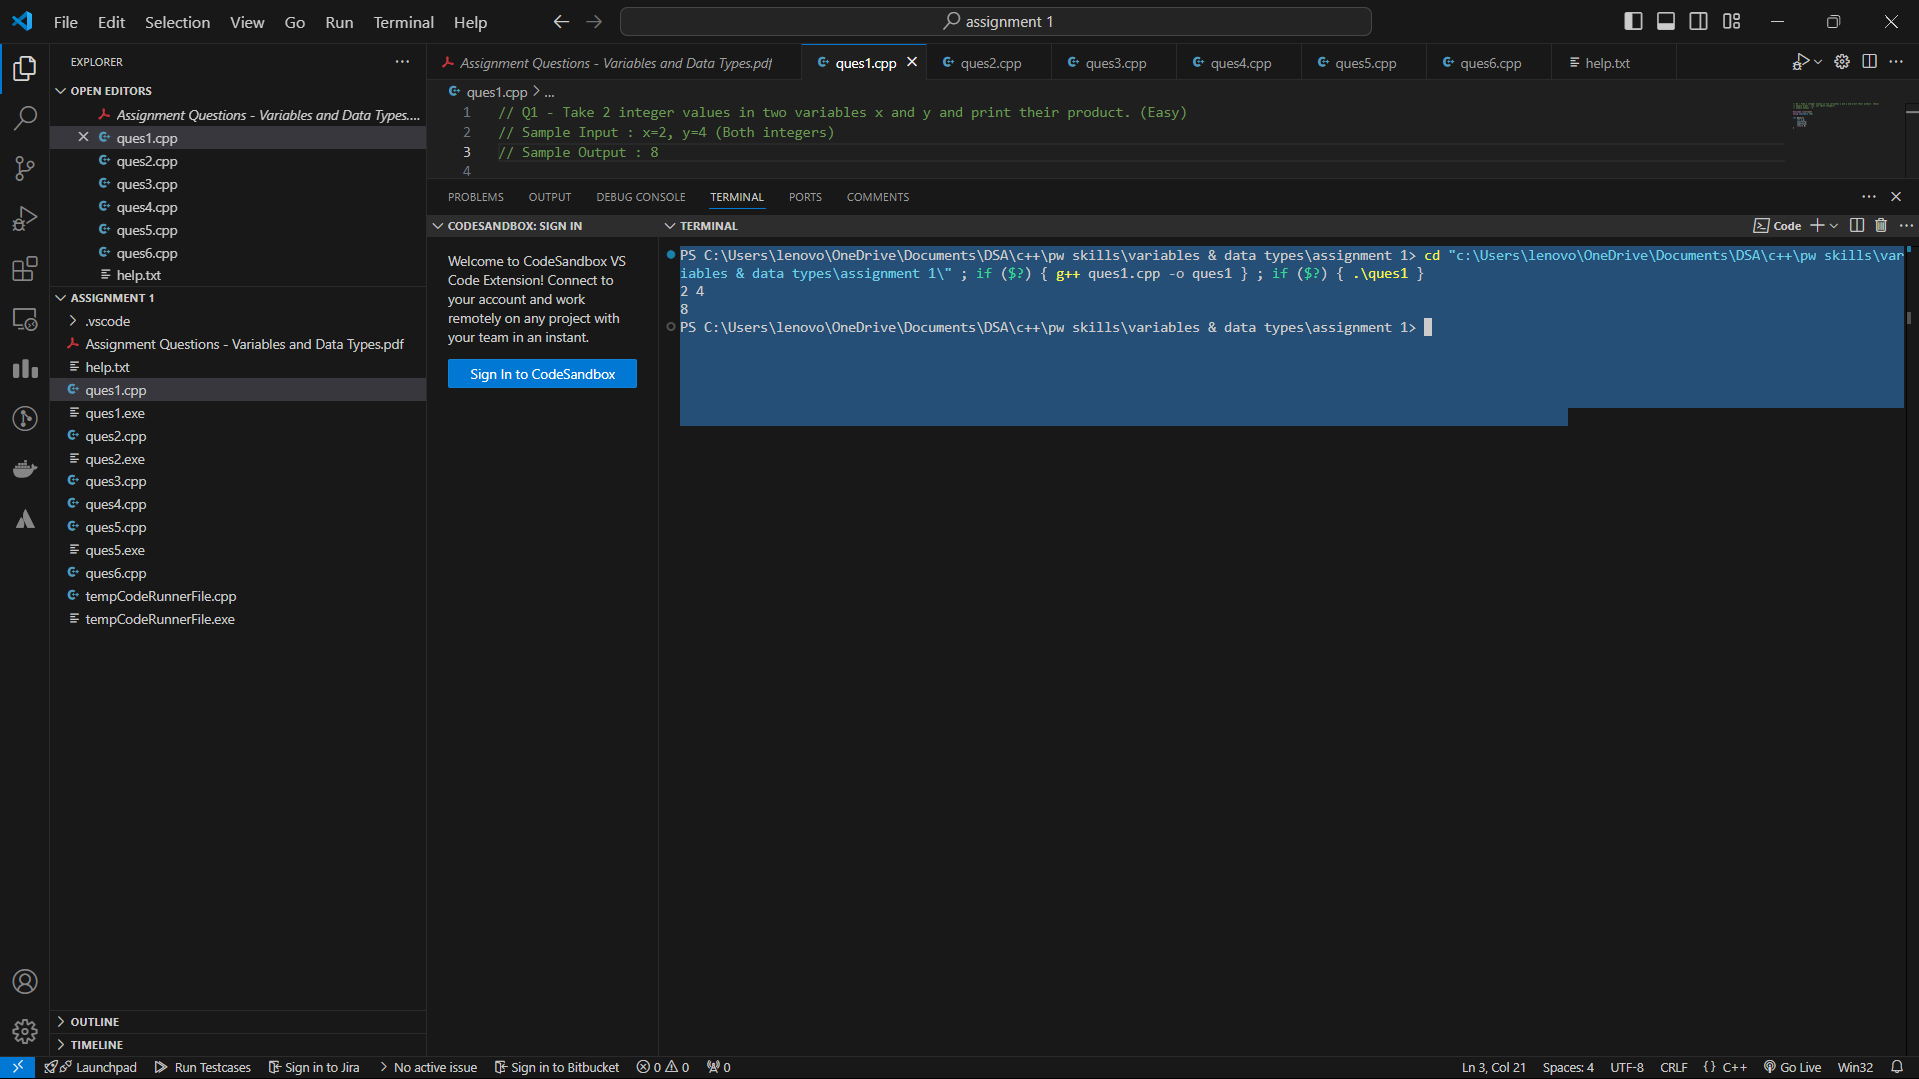 File Edit Selection View Go Run Terminal Help
assignment 1
EXPLORER
OPEN EDITORS
Assignment Questions - Variables and Data Types....
ques1.cpp
ques2.cpp
ques3.cpp
ques4.cpp
ques5.cpp
ques6.cpp
help.txt
ASSIGNMENT 1
.vscode
Assignment Questions - Variables and Data Types.pdf
help.txt
ques1.cpp
ques1.exe
ques2.cpp
ques2.exe
ques3.cpp
ques4.cpp
ques5.cpp
ques5.exe
ques6.cpp
tempCodeRunnerFile.cpp
tempCodeRunnerFile.exe
OUTLINE
TIMELINE
Assignment Questions - Variables and Data Types.pdf ques1.cpp ques2.cpp ques3.cpp ques4.cpp ques5.cpp ques6.cpp help.txt
ques1.cpp > ...
1 // Q1 - Take 2 integer values in two variables x and y and print their product. (Easy)
2 // Sample Input : x=2, y=4 (Both integers)
3 // Sample Output : 8
4
PROBLEMS OUTPUT DEBUG CONSOLE TERMINAL PORTS COMMENTS
CODESANDBOX: SIGN IN
Welcome to CodeSandbox VS
Code Extension! Connect to
your account and work
remotely on any project with
your team in an instant.
Sign In to CodeSandbox
TERMINAL
Code
PS C:\Users\lenovo\OneDrive\Documents\DSA\c++\pw skills\variables & data types\assignment 1> cd "c:\Users\lenovo\OneDrive\Documents\DSA\c++\pw skills\var
iables & data types\assignment 1\" ; if ($?) { g++ ques1.cpp -o ques1 } ; if ($?) { .\ques1 }
2 4
8
PS C:\Users\lenovo\OneDrive\Documents\DSA\c++\pw skills\variables & data types\assignment 1>
Launchpad Run Testcases Sign in to Jira No active issue Sign in to Bitbucket 0 0 0 Ln 3, Col 21 Spaces: 4 UTF-8 CRLF {} C++ Go Live Win32